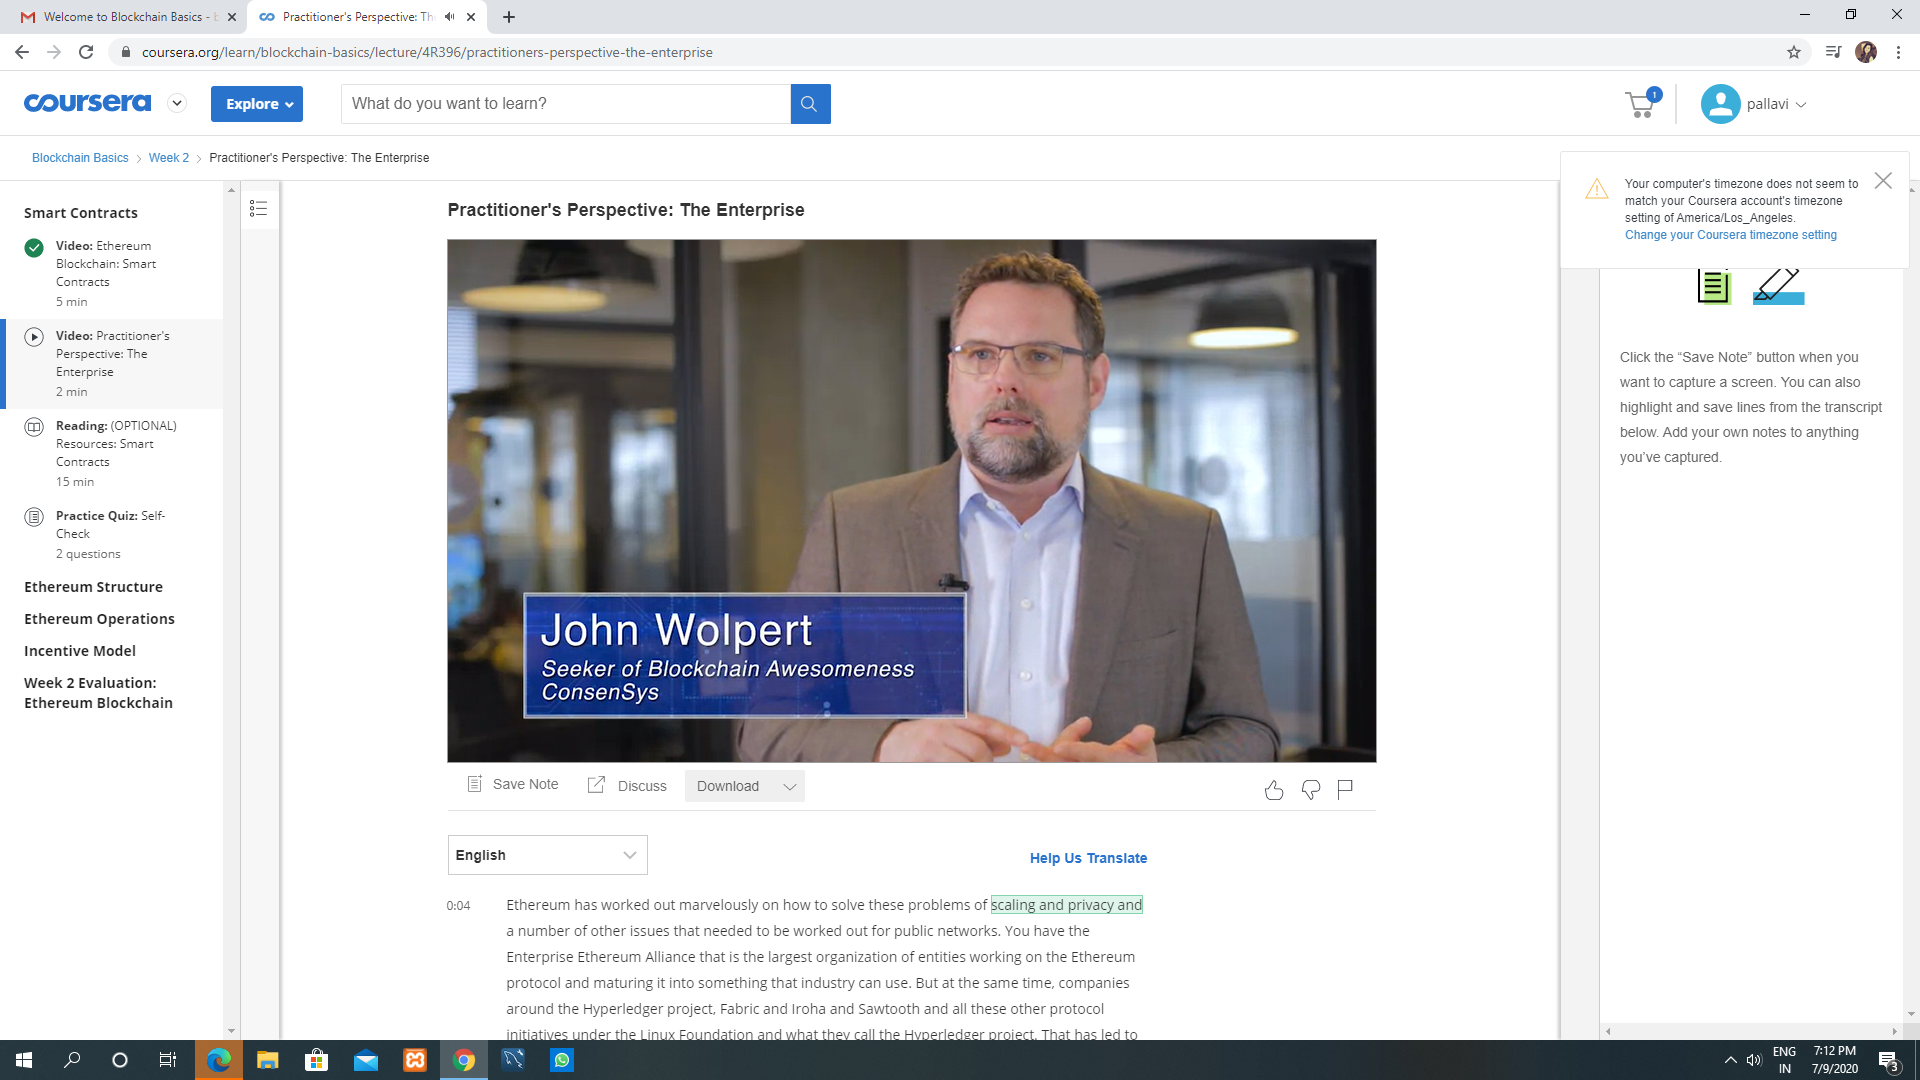 Welcome to Blockchain Basics - b
Practitioner's Perspective: Th
coursera.org/learn/blockchain-basics/lecture/4R396/practitioners-perspective-the-enterprise
coursera
Explore
What do you want to learn?
1
pallavi
Blockchain Basics
Week 2
Practitioner's Perspective: The Enterprise
Your computer's timezone does not seem to
match your Coursera account's timezone
setting of America/Los_Angeles.
Change your Coursera timezone setting
Smart Contracts
Video: Ethereum
Blockchain: Smart
Contracts
5 min
Video: Practitioner's
Perspective: The
Enterprise
2 min
Reading: (OPTIONAL)
Resources: Smart
Contracts
15 min
Practice Quiz: Self-
Check
2 questions
Ethereum Structure
Ethereum Operations
Incentive Model
Week 2 Evaluation:
Ethereum Blockchain
Practitioner's Perspective: The Enterprise
John Wolpert
Seeker of Blockchain Awesomeness
ConsenSys
Save Note
Discuss
Download
English
Help Us Translate
0:04
Ethereum has worked out marvelously on how to solve these problems of scaling and privacy and
a number of other issues that needed to be worked out for public networks. You have the
Enterprise Ethereum Alliance that is the largest organization of entities working on the Ethereum
protocol and maturing it into something that industry can use. But at the same time, companies
around the Hyperledger project, Fabric and Iroha and Sawtooth and all these other protocol
initiatives under the Linux Foundation and what they call the Hyperledger project. That has led to
Click the “Save Note” button when you
want to capture a screen. You can also
highlight and save lines from the transcript
below. Add your own notes to anything
you’ve captured.
ENG
IN
7:12 PM
7/9/2020
3